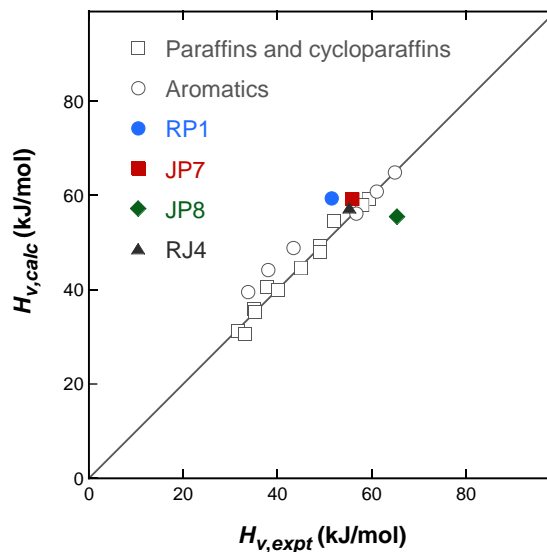 Paraffins and cycloparaffins
Aromatics
RP1
JP7
JP8
RJ4
80
60
40
20
0
H_v,calc (kJ/mol)
0 20 40 60 80
H_v,expt (kJ/mol)